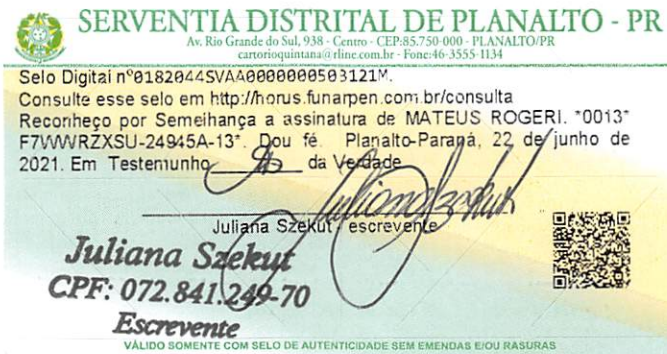 SERVENTIA DISTRITAL DE PLANALTO - PR
Av. Rio Grande do Sul, 938 - Centro - CEP:85.750-000 - PLANALTO/PR
cartorioquintana@rline.com.br - Fone:46-3555-1134
Selo Digital nº0182044SVAA0000000503121M.
Consulte esse selo em http://horus.funarpen.com.br/consulta
Reconheço por Semelhança a assinatura de MATEUS ROGERI. *0013*
F7WWRZXSU-24945A-13*. Dou fé. Planalto-Paraná, 22 de junho de
2021. Em Testemunho da Verdade
Juliana Szekut
Juliana Szekut escrevente
Juliana Szekut
CPF: 072.841.249-70
Escrevente
VÁLIDO SOMENTE COM SELO DE AUTENTICIDADE SEM EMENDAS E/OU RASURAS